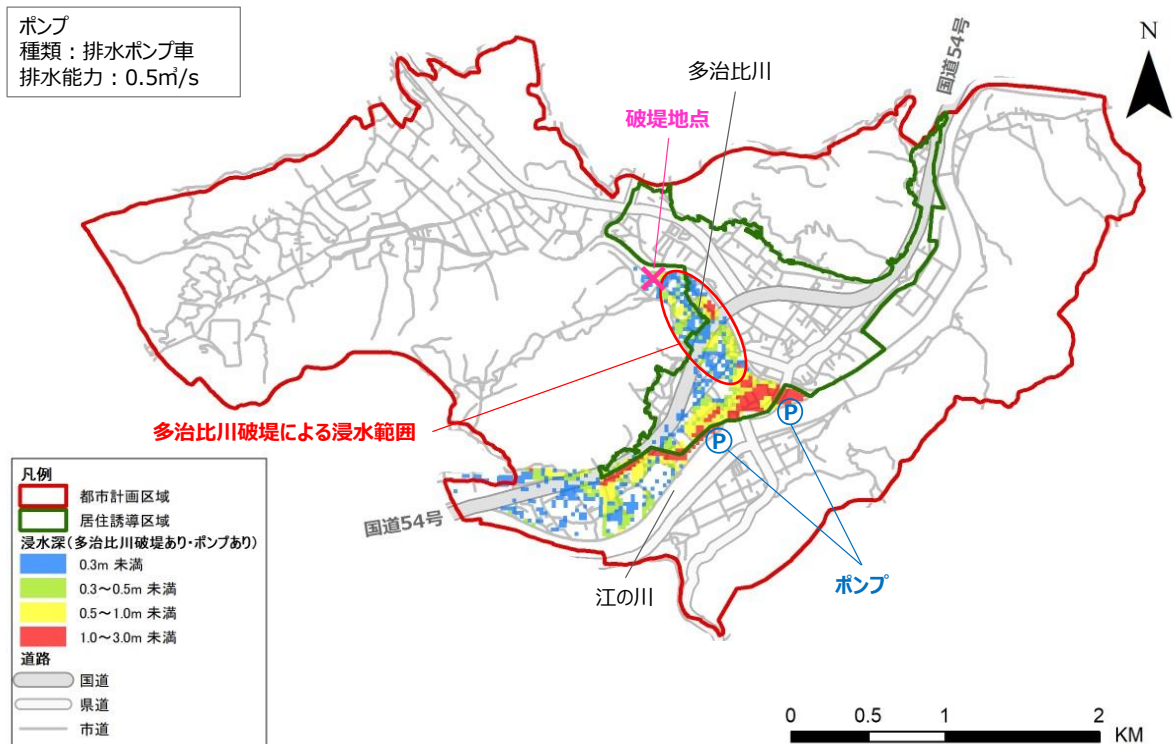 ポンプ
種類：排水ポンプ車
排水能力：0.5㎥/s
N
国道54号
多治比川
破堤地点
多治比川破堤による浸水範囲
P
P
国道54号
江の川
ポンプ
凡例
都市計画区域
居住誘導区域
浸水深(多治比川破堤あり・ポンプあり)
0.3m 未満
0.3～0.5m 未満
0.5～1.0m 未満
1.0～3.0m 未満
道路
国道
県道
市道
0 0.5 1 2
KM